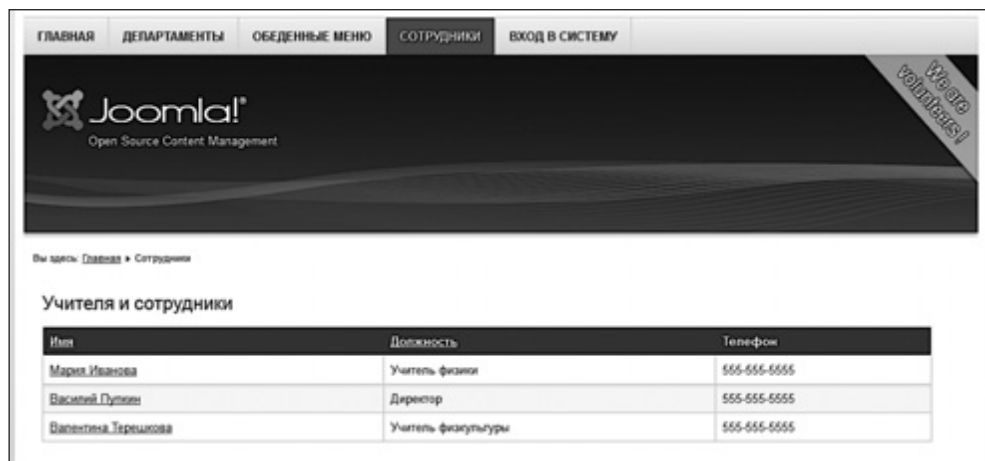 ГЛАВНАЯ ДЕПАРТАМЕНТЫ ОБЕДЕННЫЕ МЕНЮ СОТРУДНИКИ ВХОД В СИСТЕМУ
We are volunteers!
Joomla!®
Open Source Content Management
Вы здесь: Главная ▸ Сотрудники
Учителя и сотрудники
Имя Должность Телефон
Мария Иванова Учитель физики 555-555-5555
Василий Пупкин Директор 555-555-5555
Валентина Терешкова Учитель физкультуры 555-555-5555